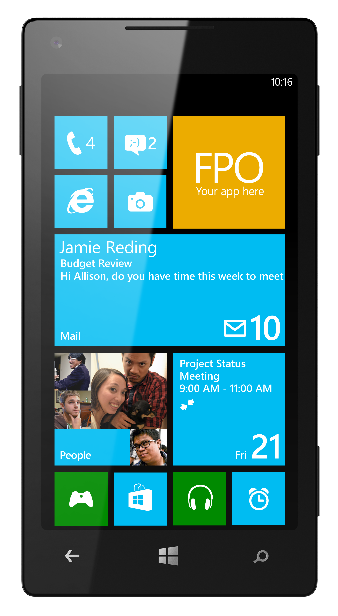 10:16
4
2
FPO
Your app here
Jamie Reding
Budget Review
Hi Allison, do you have time this week to meet
10
Mail
Project Status
Meeting
9:00 AM - 11:00 AM
People
Fri 21